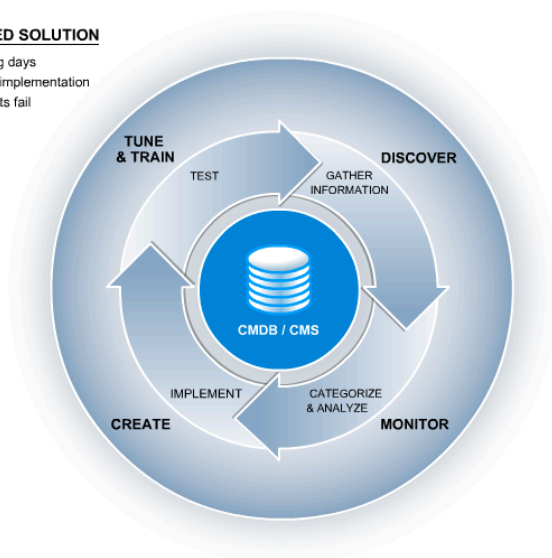 ED SOLUTION
g days
implementation
ts fail
TUNE
& TRAIN
DISCOVER
TEST
GATHER
INFORMATION
CMDB / CMS
IMPLEMENT
CATEGORIZE
& ANALYZE
CREATE
MONITOR